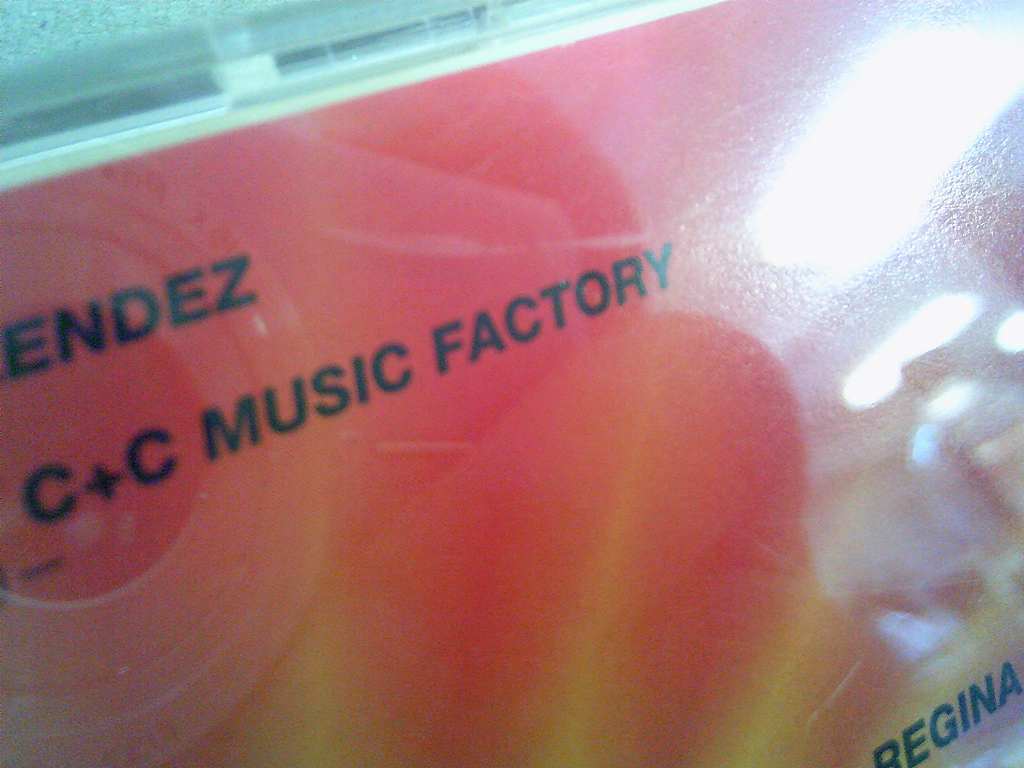 ENDEZ
C+C MUSIC FACTORY
REGINA